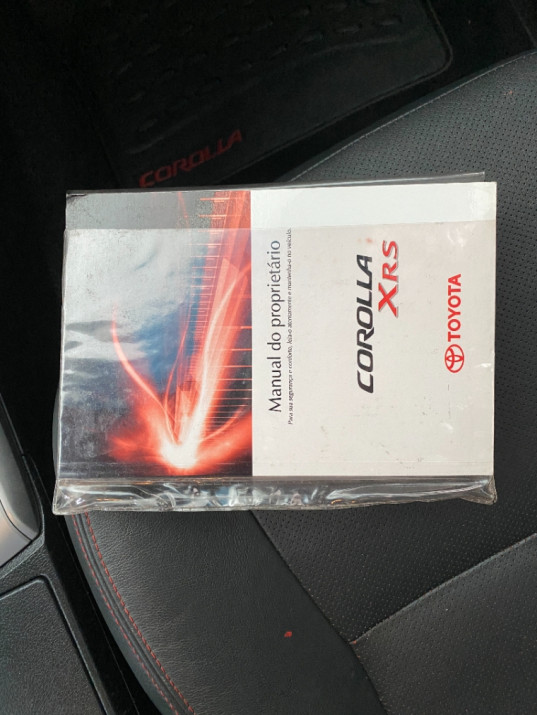 COROLLA
Manual do proprietário
Para sua segurança e conforto, leia-o atentamente e mantenha-o no veículo.
COROLLA
XRS
TOYOTA